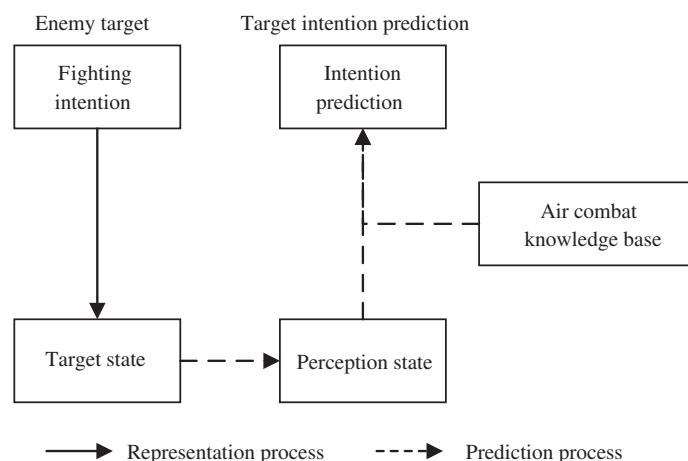 Enemy target
Target intention prediction
Fighting
intention
Intention
prediction
Air combat
knowledge base
Target state
Perception state
Representation process
Prediction process